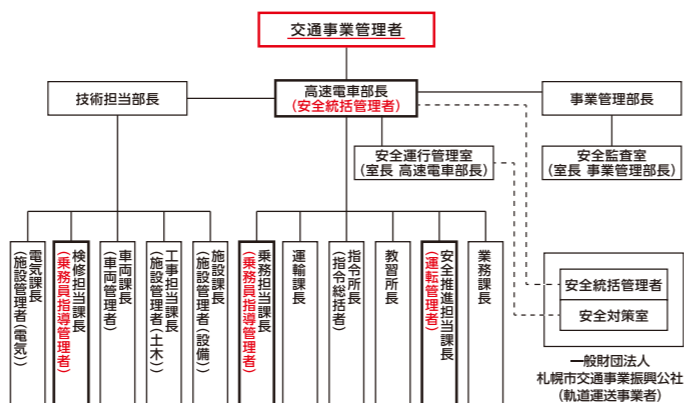 交通事業管理者
技術担当部長
高速電車部長
(安全統括管理者)
事業管理部長
安全運行管理室
(室長 高速電車部長)
安全監査室
(室長 事業管理部長)
電気課長
(施設管理者(電気))
検修担当課長
(乗務員指導管理者)
車両課長
(車両管理者)
工事担当課長
(施設管理者(土木))
施設課長
(施設管理者(設備))
乗務担当課長
(乗務員指導管理者)
運輸課長
指令所長
(指令総括者)
教習所長
安全推進担当課長
(運転管理者)
業務課長
安全統括管理者
安全対策室
一般財団法人
札幌市交通事業振興公社
(軌道運送事業者)